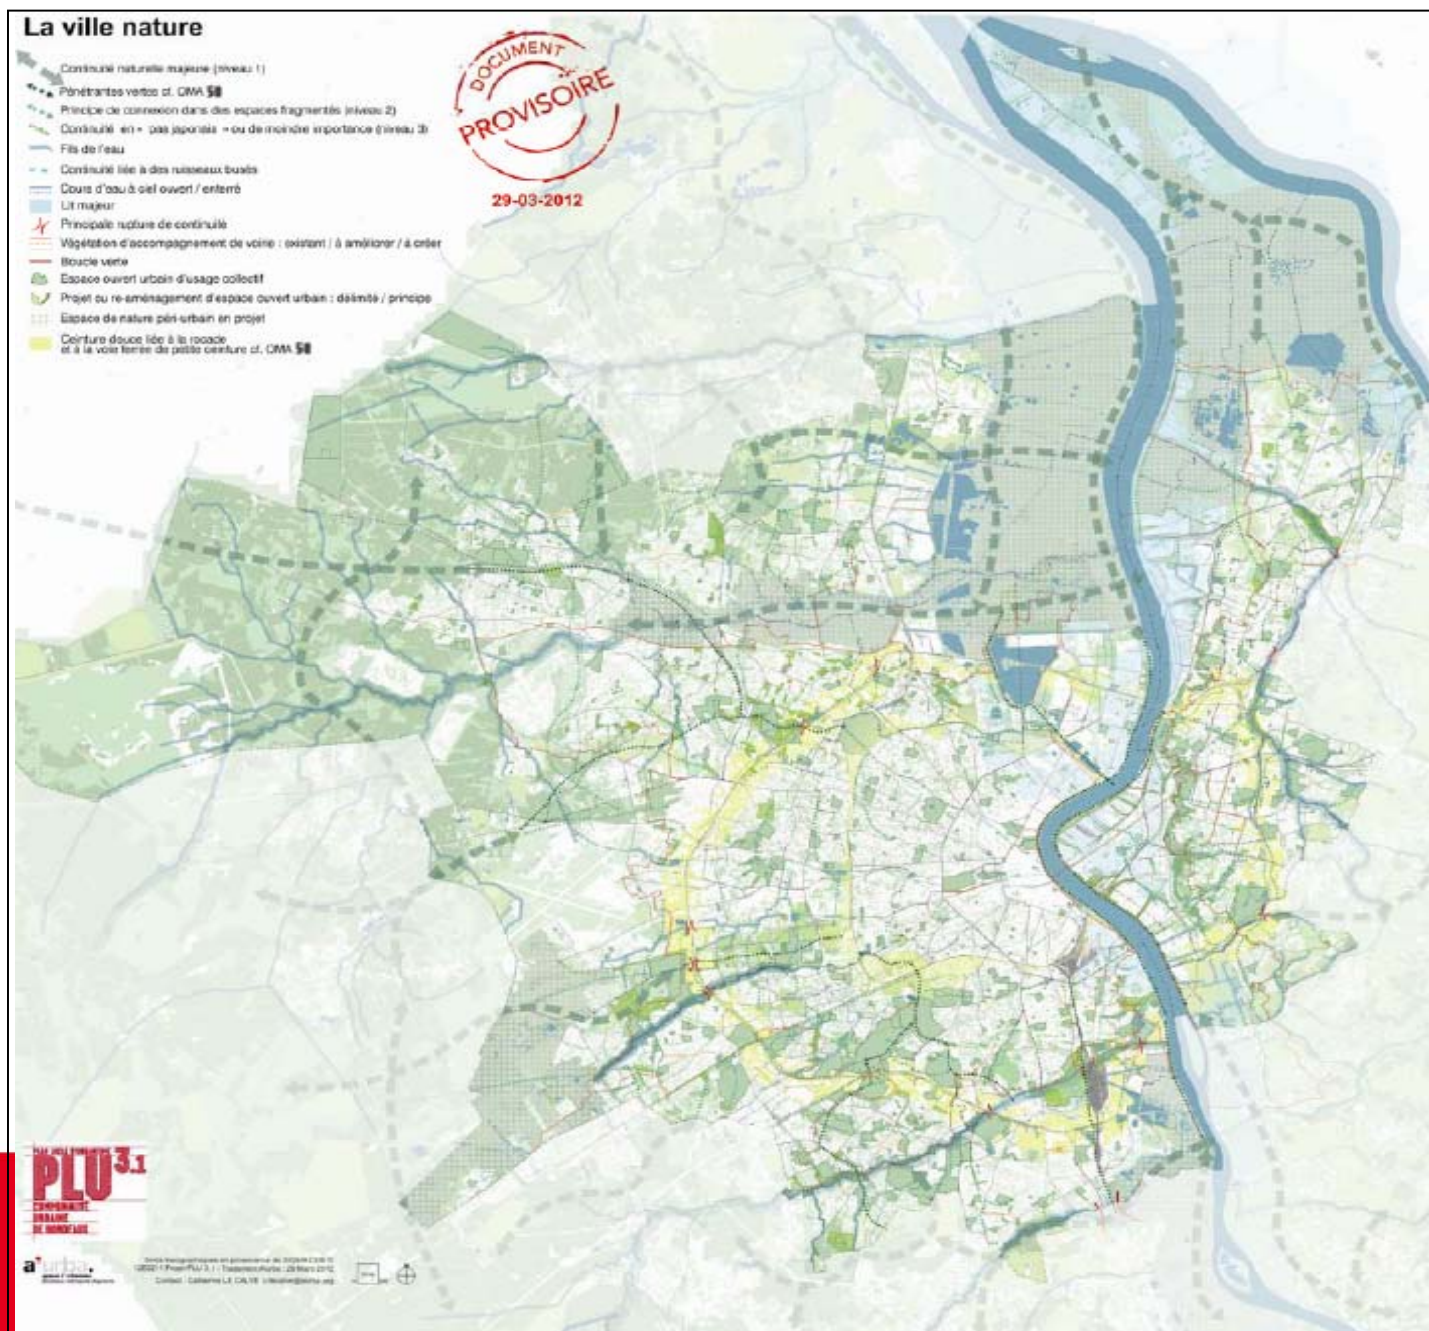 La ville nature
Continuité naturelle majeure (niveau 1)
Pénétrantes vertes cf. OMA 50
Principe de connexion dans des espaces fragmentés (niveau 2)
Continuité en « pas japonais » ou de moindre importance (niveau 3)
Fils de l'eau
Continuité liée à des ruisseaux busés
Cours d'eau à ciel ouvert / enterré
Lit majeur
Principale rupture de continuité
Végétation d'accompagnement de voirie : existant / à améliorer / à créer
Boucle verte
Espace ouvert urbain d'usage collectif
Projet ou re-aménagement d'espace ouvert urbain : délimité / principe
Espace de nature péri-urbain en projet
Ceinture douce liée à la rocade
et à la voie ferrée de petite ceinture cf. OMA 50
DOCUMENT
PROVISOIRE
29-03-2012
PLU 3.1
COMMUNAUTÉ
URBAINE
DE BORDEAUX
a'urba.